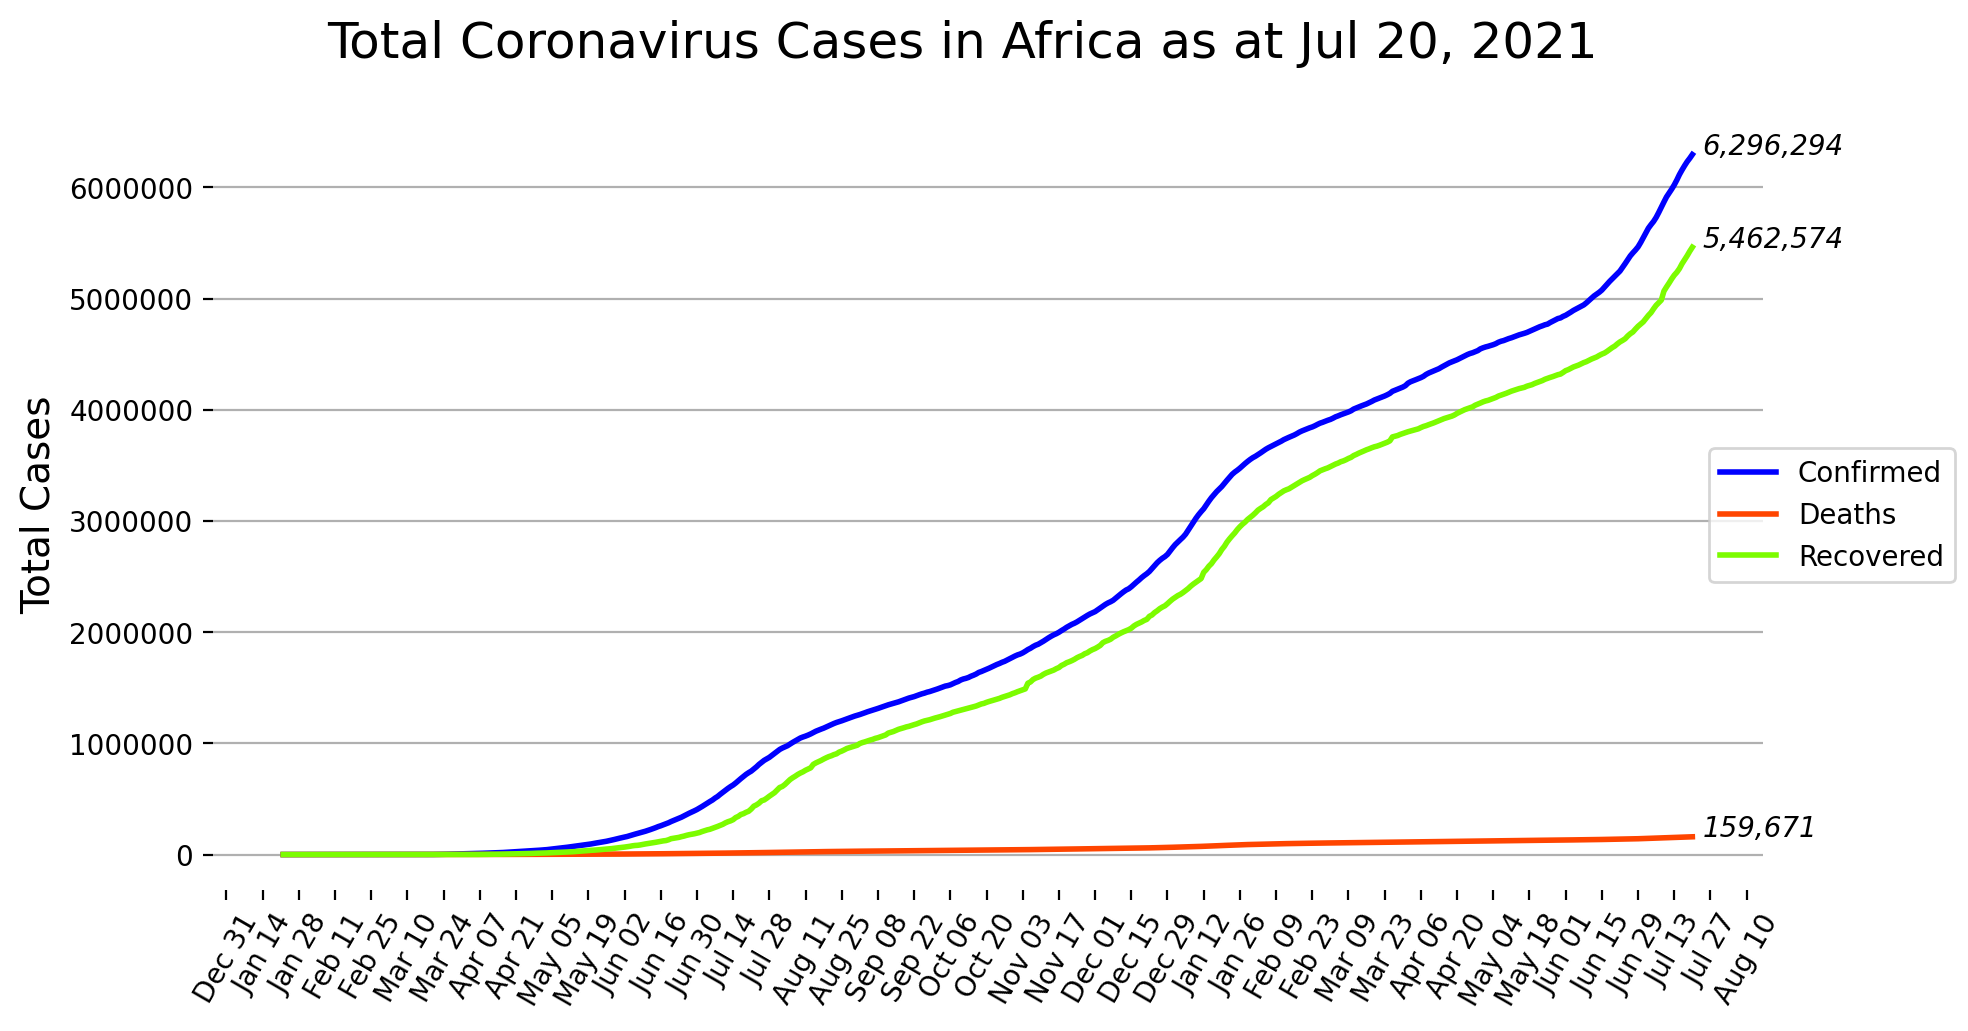 Total Coronavirus Cases in Africa as at Jul 20, 2021
Total Cases
6000000
5000000
4000000
3000000
2000000
1000000
0
6,296,294
5,462,574
159,671
Confirmed
Deaths
Recovered
Dec 31
Jan 14
Jan 28
Feb 11
Feb 25
Mar 10
Mar 24
Apr 07
Apr 21
May 05
May 19
Jun 02
Jun 16
Jun 30
Jul 14
Jul 28
Aug 11
Aug 25
Sep 08
Sep 22
Oct 06
Oct 20
Nov 03
Nov 17
Nov 01
Dec 01
Dec 15
Dec 29
Dec 12
Jan 26
Jan 09
Feb 09
Feb 23
Mar 09
Mar 23
Mar 06
Apr 20
Apr 04
May 18
May 01
Jun 01
Jun 15
Jun 29
Jul 13
Jul 27
Aug 10